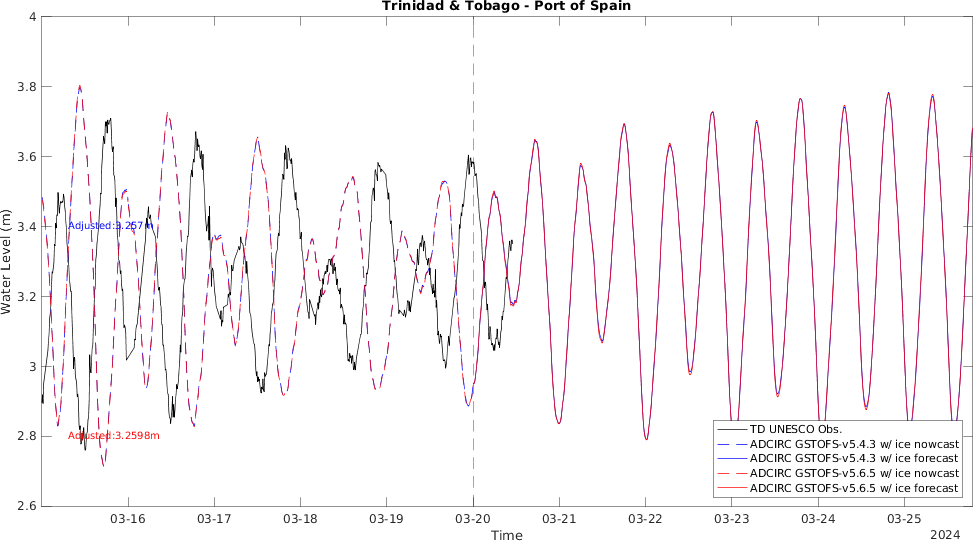 Trinidad & Tobago - Port of Spain
4
3.8
3.6
3.4
3.2
3
2.8
2.6
Water Level (m)
Adjusted:3.257m
Adjusted:3.2598m
TD UNESCO Obs.
ADCIRC GSTOFS-v5.4.3 w/ ice nowcast
ADCIRC GSTOFS-v5.4.3 w/ ice forecast
ADCIRC GSTOFS-v5.6.5 w/ ice nowcast
ADCIRC GSTOFS-v5.6.5 w/ ice forecast
03-16 03-17 03-18 03-19 03-20 03-21 03-22 03-23 03-24 03-25
Time
2024